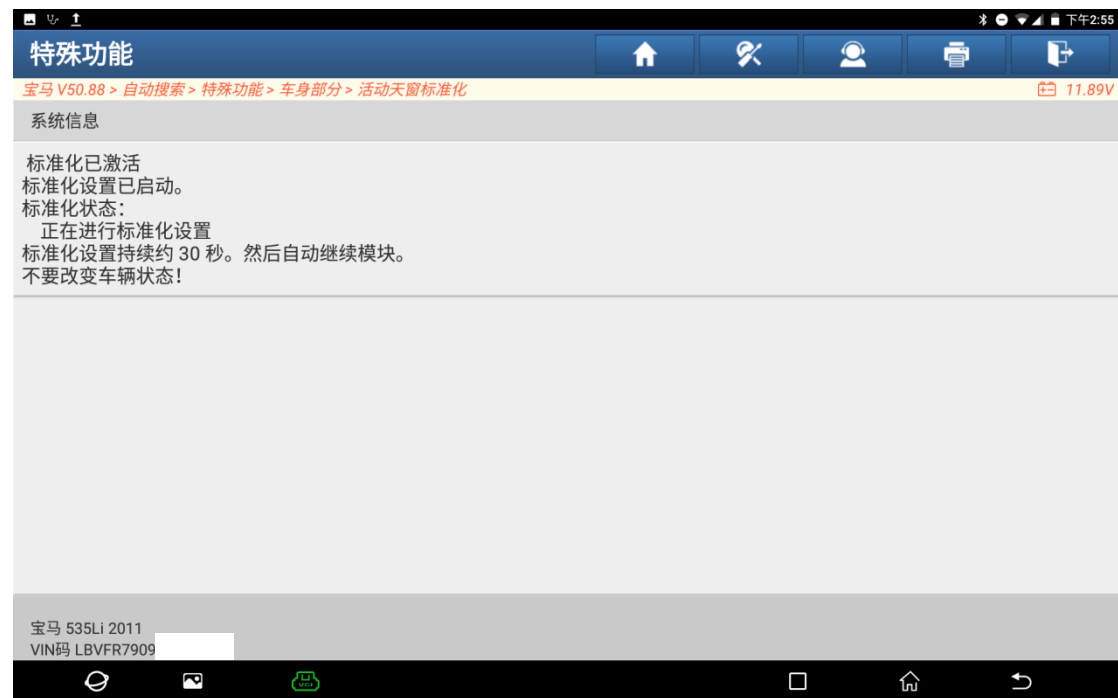 下午2:55
特殊功能
宝马 V50.88 > 自动搜索 > 特殊功能 > 车身部分 > 活动天窗标准化
11.89V
系统信息
标准化已激活
标准化设置已启动。
标准化状态：
正在进行标准化设置
标准化设置持续约 30 秒。然后自动继续模块。
不要改变车辆状态！
宝马 535Li 2011
VIN码 LBVFR7909
VCI